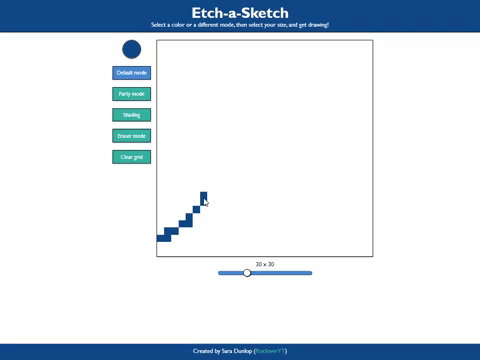 Etch-a-Sketch
Select a color or a different mode, then select your size, and get drawing!
Default mode
Party mode
Shading
Eraser mode
Clear grid
30 x 30
Created by Sara Dunlop (